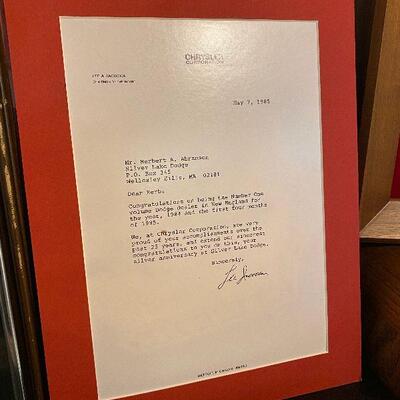 CHRYSLER
CORPORATION
LEE A IACOCCA
May 7, 1985
Mr. Herbert A. Abramson
Silver Lake Dodge
P.O. Box 245
Wellesley Hills, MA 02181
Dear Herb:
Congratulations on being the Number One
volume Dodge dealer in New England for
the year, 1984 and the first four months
of 1985.
We, at Chrysler Corporation, are very
proud of your accomplishments over the
past 25 years, and extend our sincerest
congratulations to you on this, your
silver anniversary at Silver Lake Dodge.
Sincerely,